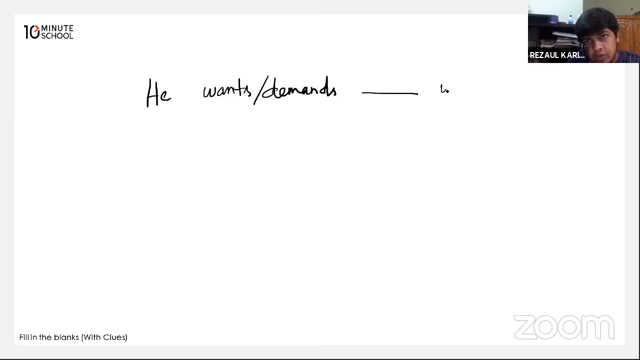 10 MINUTE SCHOOL
REZAUL KARI...
He wants/demands ______
Fill in the blanks (With Clues)
zoom